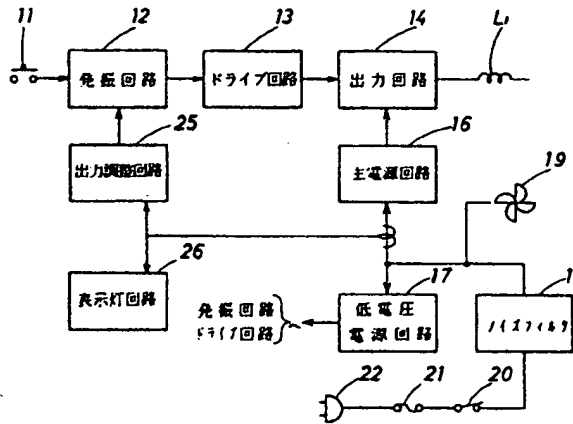 11
12
13
14
L1
発振回路
ドライブ回路
出力回路
25
16
出力調整回路
主電源回路
19
26
17
1
表示灯回路
発振回路
ドライブ回路
低電圧
電源回路
ノイズフィルタ
22
21
20